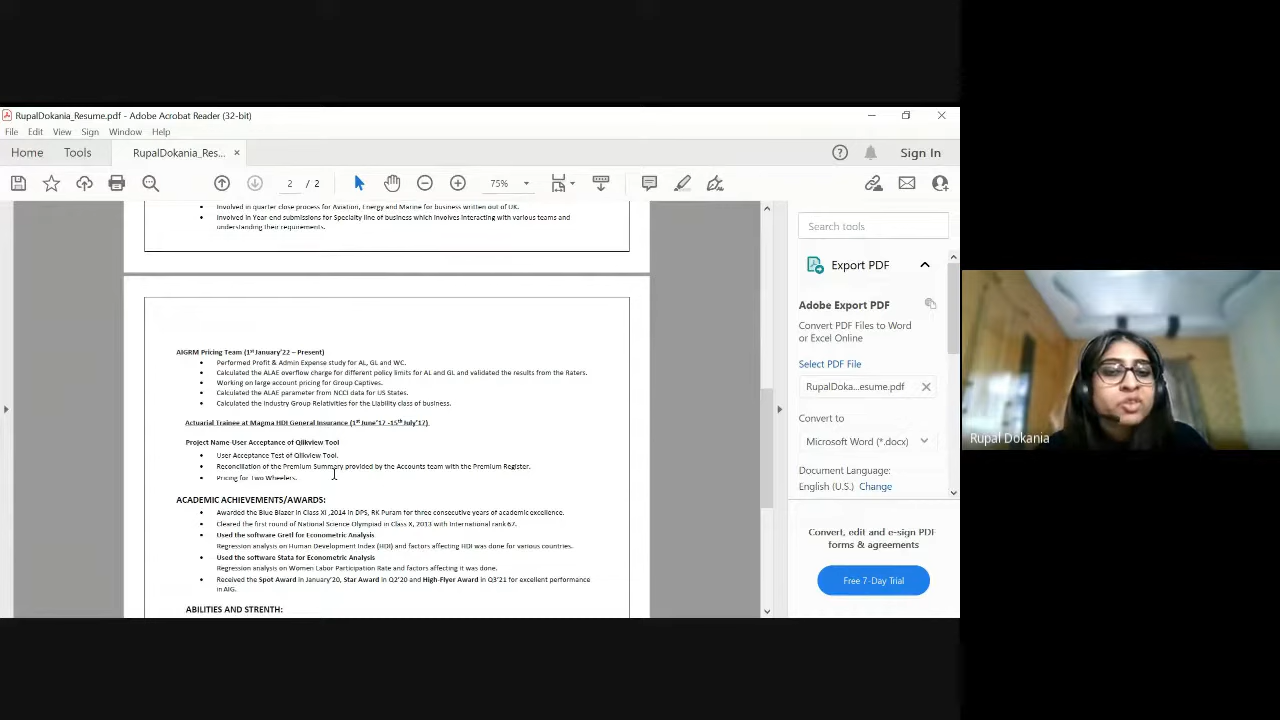 RupalDokania_Resume.pdf - Adobe Acrobat Reader (32-bit)
File Edit View Sign Window Help
Home Tools RupalDokania_Res... × Sign In
2 / 2 75%
Involved in quarter close process for Aviation, Energy and Marine for business written out of UK.
Involved in Year end submissions for Specialty line of business which involves interacting with various teams and
understanding their requirements.
AIGRM Pricing Team (1st January'22 – Present)
Performed Profit & Admin Expense study for AL, GL and WC.
Calculated the ALAE overflow charge for different policy limits for AL and GL and validated the results from the Raters.
Working on large account pricing for Group Captives.
Calculated the ALAE parameter from NCCI data for US States.
Calculated the Industry Group Relativities for the Liability class of business.
Actuarial Trainee at Magma HDI General Insurance (1st June'17 -15th July'17)
Project Name-User Acceptance of Qlikview Tool
User Acceptance Test of Qlikview Tool.
Reconciliation of the Premium Summary provided by the Accounts team with the Premium Register.
Pricing for Two Wheelers.
ACADEMIC ACHIEVEMENTS/AWARDS:
Awarded the Blue Blazer in Class XI ,2014 in DPS, RK Puram for three consecutive years of academic excellence.
Cleared the first round of National Science Olympiad in Class X, 2013 with International rank 67.
Used the software Gretl for Econometric Analysis
Regression analysis on Human Development Index (HDI) and factors affecting HDI was done for various countries.
Used the software Stata for Econometric Analysis
Regression analysis on Women Labor Participation Rate and factors affecting it was done.
Received the Spot Award in January'20, Star Award in Q2'20 and High-Flyer Award in Q3'21 for excellent performance
in AIG.
ABILITIES AND STRENTH:
Search tools
Export PDF
Adobe Export PDF
Convert PDF Files to Word
or Excel Online
Select PDF File
RupalDoka...esume.pdf
Convert to
Microsoft Word (*.docx)
Document Language:
English (U.S.) Change
Convert, edit and e-sign PDF
forms & agreements
Free 7-Day Trial
Rupal Dokania